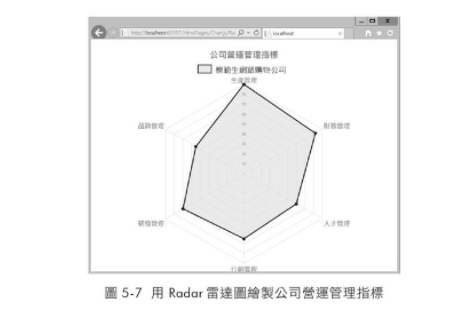 localhost
公司營運管理指標
模範生網路購物公司
生產管理
品牌管理
財務管理
研發管理
人才管理
行銷管理
圖 5-7 用 Radar 雷達圖繪製公司營運管理指標